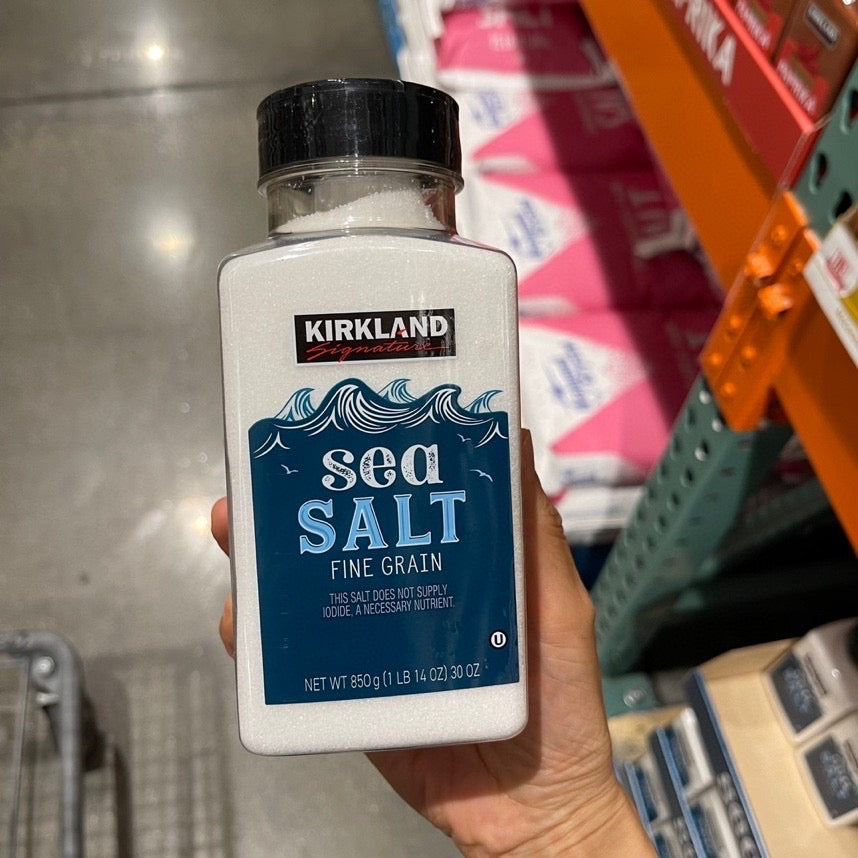 KIRKLAND
Signature
sea
SALT
FINE GRAIN
THIS SALT DOES NOT SUPPLY
IODIDE, A NECESSARY NUTRIENT.
U
NET WT 850g (1 LB 14 OZ) 30 OZ